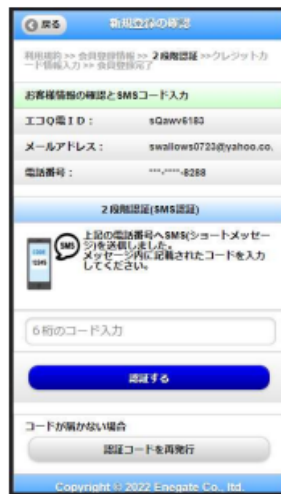 戻る
新規登録の確認
利用規約 >> 会員登録情報 >> 2段階認証 >>クレジットカ
ード情報入力 >> 会員登録完了
お客様情報の確認とSMSコード入力
エコQ電ID： sQawv6183
メールアドレス： swallows0723@yahoo.co.
電話番号： ***-****-8288
2段階認証(SMS認証)
SMS
上記の電話番号へSMS(ショートメッセー
ジ)を送信しました。
メッセージ内に記載されたコードを入力
してください。
6桁のコード入力
認証する
コードが届かない場合
認証コードを再発行
Copyright © 2022 Enegate Co., ltd.